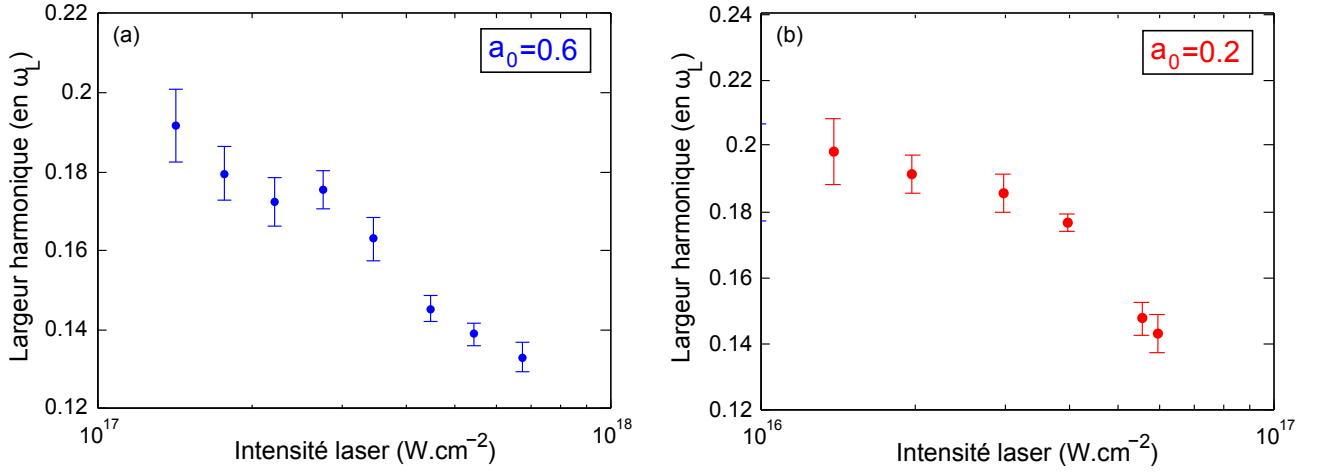 (a)
a0=0.6
0.22
0.2
0.18
0.16
0.14
0.12
Largeur harmonique (en ωL)
10^17
10^18
Intensité laser (W.cm−2)
(b)
a0=0.2
0.24
0.22
0.2
0.18
0.16
0.14
0.12
Largeur harmonique (en ωL)
10^16
10^17
Intensité laser (W.cm−2)